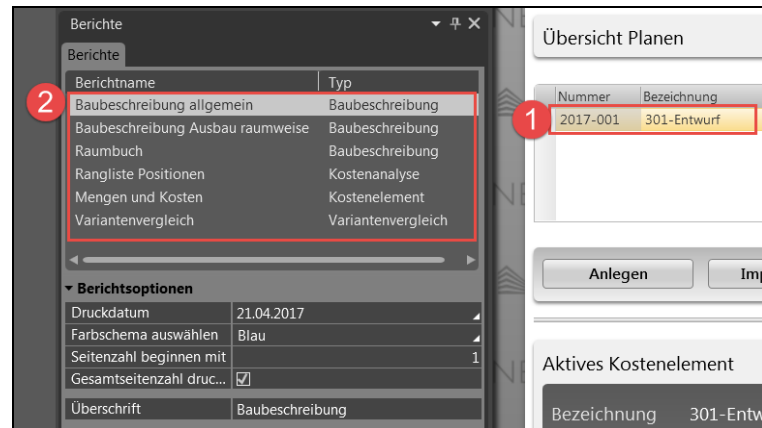 Berichte
Berichte
Berichtname Typ
Baubeschreibung allgemein Baubeschreibung
Baubeschreibung Ausbau raumweise Baubeschreibung
Raumbuch Baubeschreibung
Rangliste Positionen Kostenanalyse
Mengen und Kosten Kostenelement
Variantenvergleich Variantenvergleich
2
Berichtsoptionen
Druckdatum 21.04.2017
Farbschema auswählen Blau
Seitenzahl beginnen mit 1
Gesamtseitenzahl druc...
Überschrift Baubeschreibung
Übersicht Planen
Nummer Bezeichnung
1 2017-001 301-Entwurf
Anlegen
Aktives Kostenelement
Bezeichnung